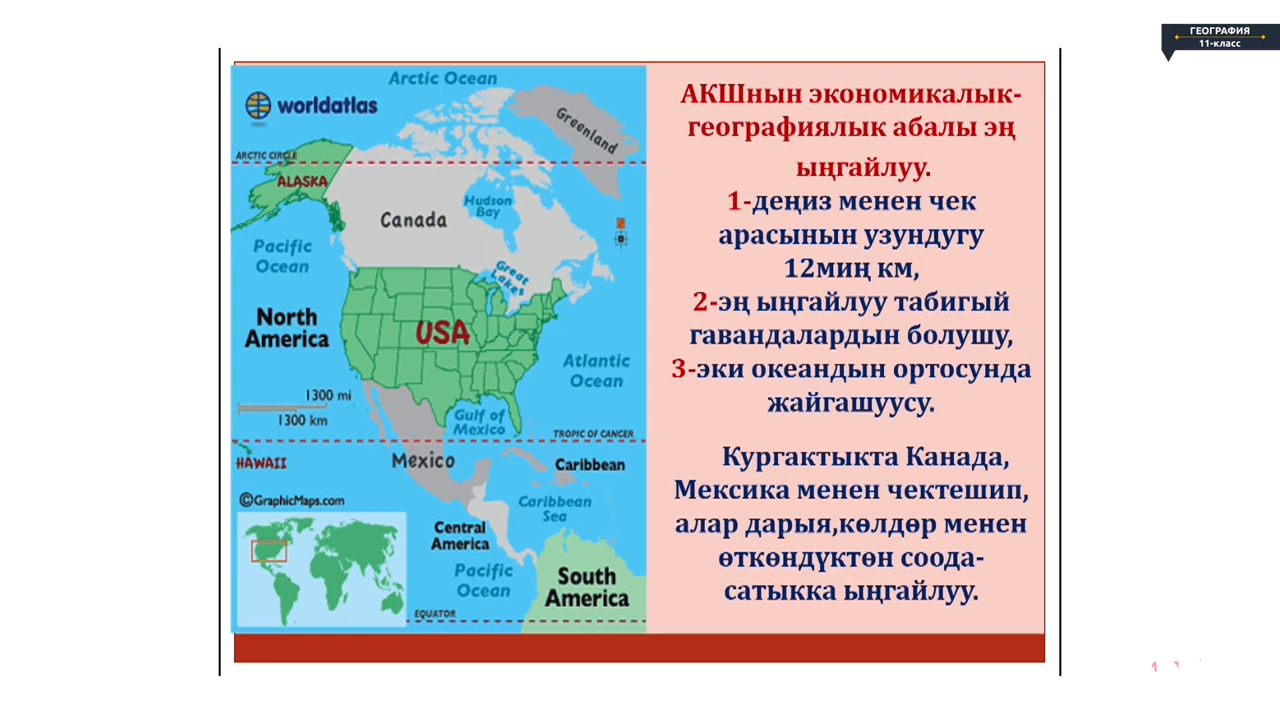 ГЕОГРАФИЯ
11-класс
Arctic Ocean
worldatlas
Greenland
ARCTIC CIRCLE
ALASKA
Hudson
Bay
Canada
Pacific
Ocean
Great
Lakes
North
America
USA
Atlantic
Ocean
1300 mi
1300 km
Gulf of
Mexico
TROPIC OF CANCER
HAWAII
Mexico
Caribbean
©GraphicMaps.com
Caribbean
Sea
Central
America
Pacific
Ocean
South
America
EQUATOR
АКШнын экономикалык-
географиялык абалы эң
ыңгайлуу.
1-деңиз менен чек
арасынын узундугу
12миң км,
2-эң ыңгайлуу табигый
гавандалардын болушу,
3-эки океандын ортосунда
жайгашуусу.
Кургактыкта Канада,
Мексика менен чектешип,
алар дарыя,көлдөр менен
өткөндүктөн соода-
сатыкка ыңгайлуу.